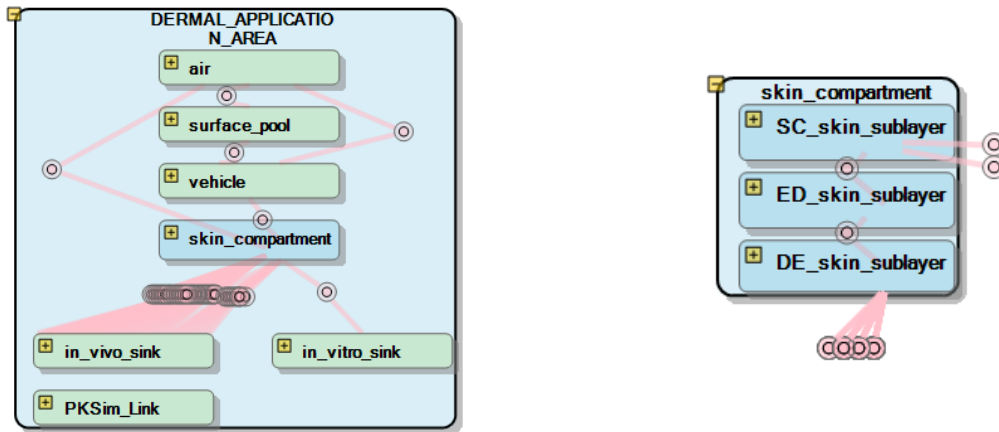 DERMAL_APPLICATIO
N_AREA
air
surface_pool
vehicle
skin_compartment
in_vivo_sink
in_vitro_sink
PKSim_Link
skin_compartment
SC_skin_sublayer
ED_skin_sublayer
DE_skin_sublayer